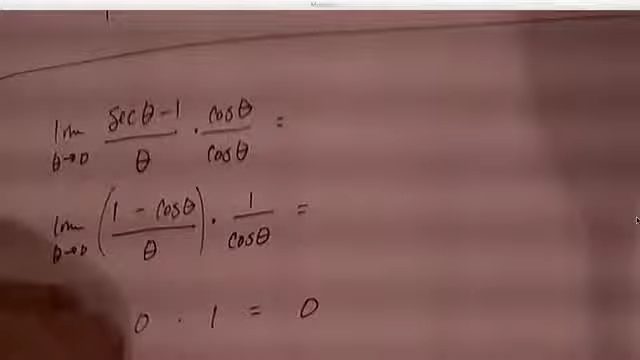 lim θ→0 (sec θ - 1)/θ · cos θ/cos θ =
lim θ→0 ((1 - cos θ)/θ) · 1/cos θ =
0 · 1 = 0